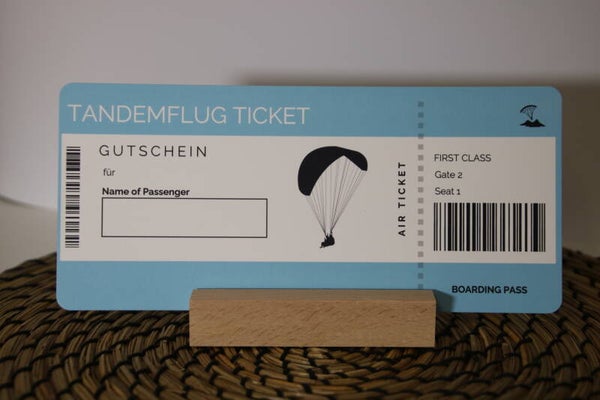 TANDEMFLUG TICKET
GUTSCHEIN
für
Name of Passenger
AIR TICKET
FIRST CLASS
Gate 2
Seat 1
BOARDING PASS